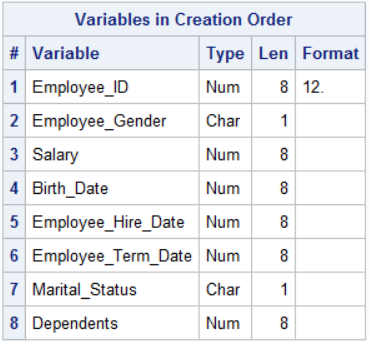 Variables in Creation Order
# Variable Type Len Format
1 Employee_ID Num 8 12.
2 Employee_Gender Char 1
3 Salary Num 8
4 Birth_Date Num 8
5 Employee_Hire_Date Num 8
6 Employee_Term_Date Num 8
7 Marital_Status Char 1
8 Dependents Num 8